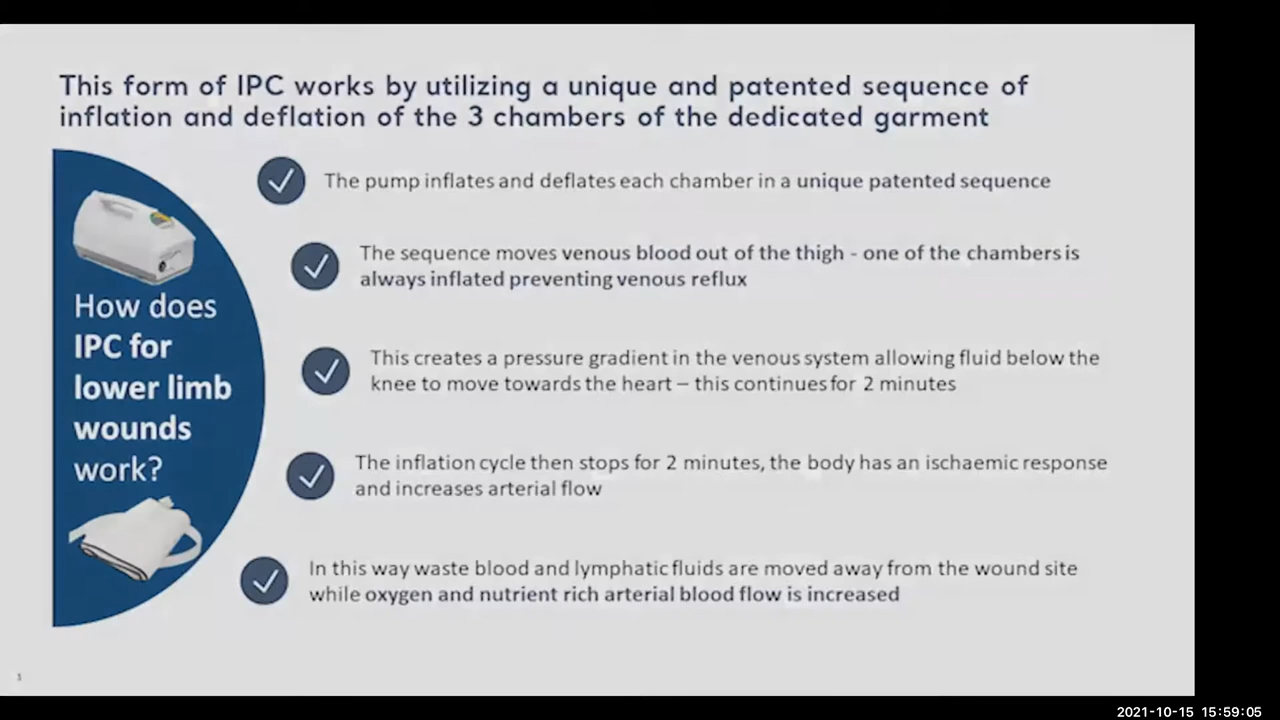 This form of IPC works by utilizing a unique and patented sequence of
inflation and deflation of the 3 chambers of the dedicated garment
The pump inflates and deflates each chamber in a unique patented sequence
The sequence moves venous blood out of the thigh - one of the chambers is
always inflated preventing venous reflux
How does
IPC for
lower limb
wounds
work?
This creates a pressure gradient in the venous system allowing fluid below the
knee to move towards the heart – this continues for 2 minutes
The inflation cycle then stops for 2 minutes, the body has an ischaemic response
and increases arterial flow
In this way waste blood and lymphatic fluids are moved away from the wound site
while oxygen and nutrient rich arterial blood flow is increased
1
2021-10-15 15:59:05